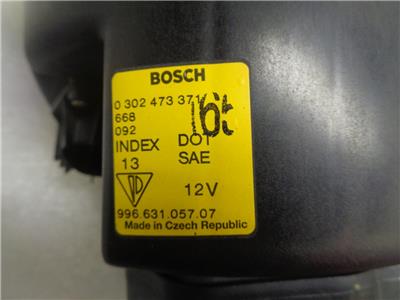 BOSCH
0 302 473 371
668
092
INDEX DOT
13 SAE
12V
996.631.057.07
Made in Czech Republic